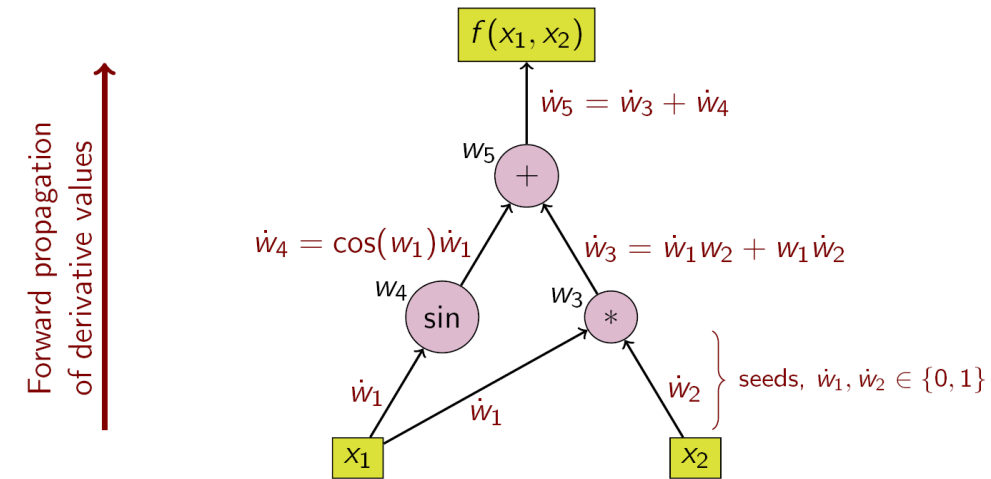 f(x₁, x₂)
ẇ₅ = ẇ₃ + ẇ₄
w₅
+
ẇ₄ = cos(w₁)ẇ₁
ẇ₃ = ẇ₁w₂ + w₁ẇ₂
w₄
sin
w₃
*
ẇ₁
ẇ₁
ẇ₂
seeds, ẇ₁, ẇ₂ ∈ {0, 1}
x₁
x₂
Forward propagation
of derivative values